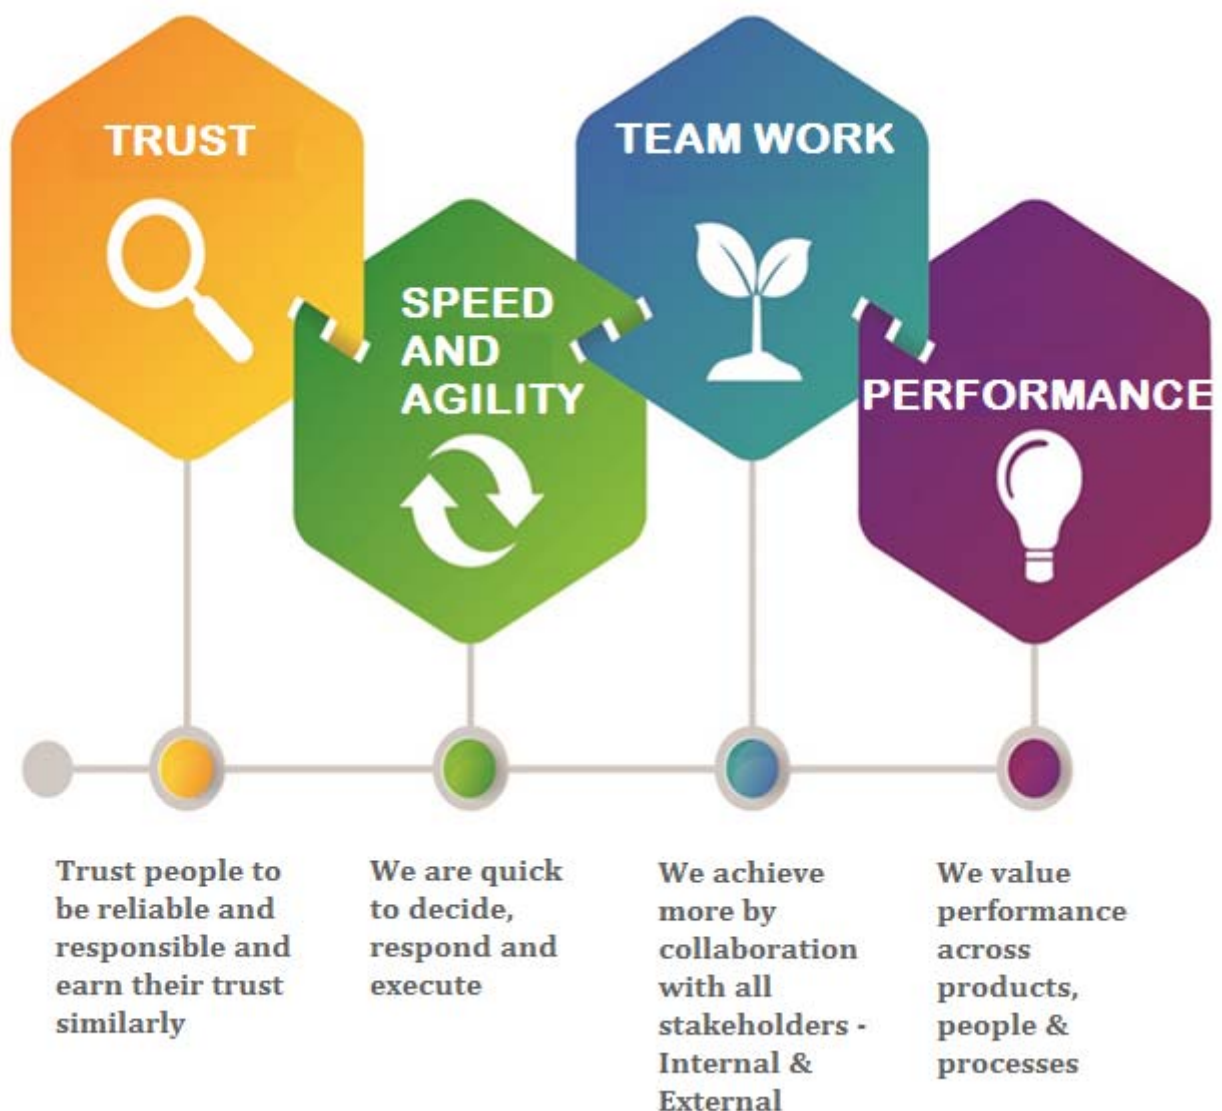 TRUST
SPEED
AND
AGILITY
TEAM WORK
PERFORMANCE
Trust people to
be reliable and
responsible and
earn their trust
similarly
We are quick
to decide,
respond and
execute
We achieve
more by
collaboration
with all
stakeholders -
Internal &
External
We value
performance
across
products,
people &
processes